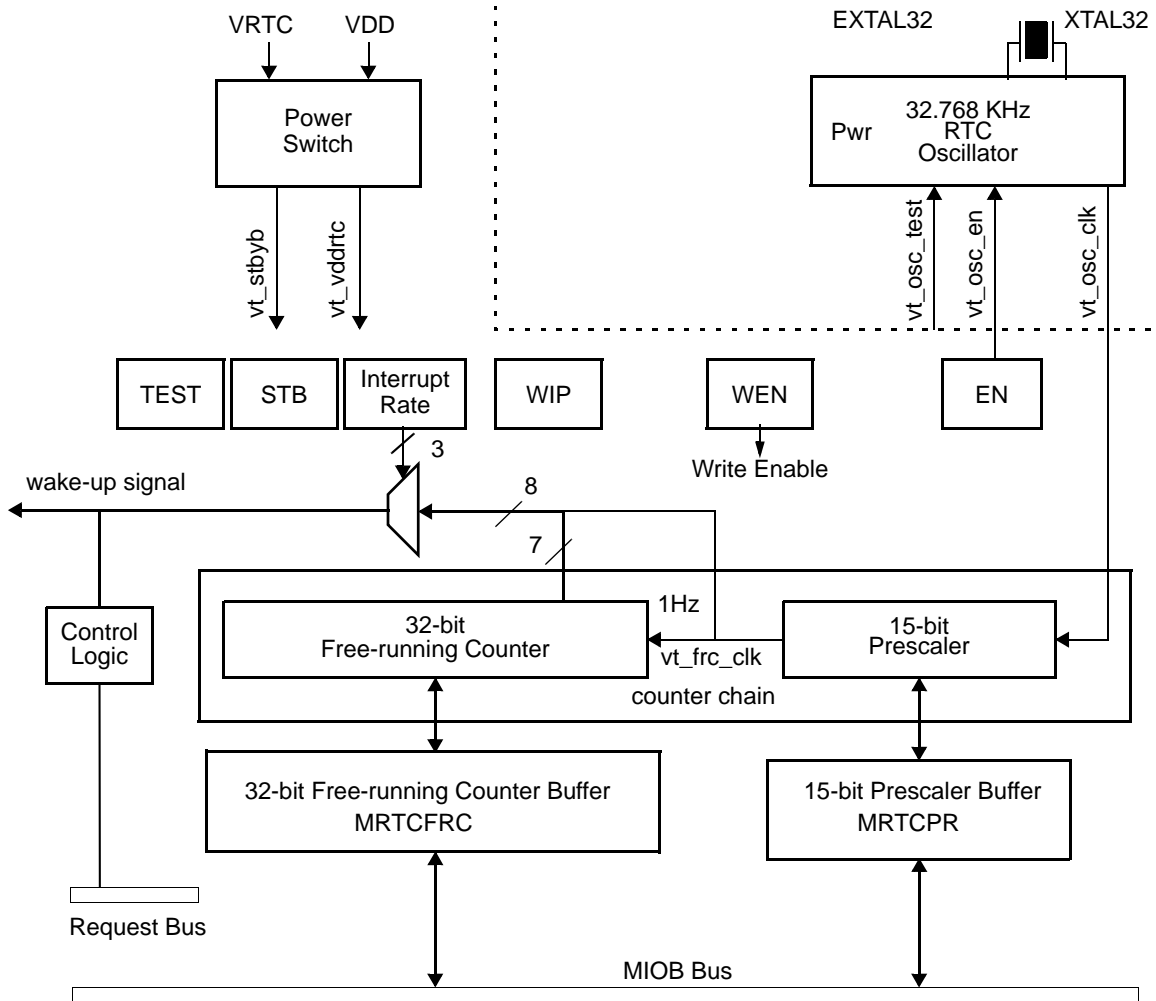 VRTC VDD
EXTAL32 XTAL32
Power
Switch
Pwr
32.768 KHz
RTC
Oscillator
vt_stbyb
vt_vddrtc
vt_osc_test
vt_osc_en
vt_osc_clk
TEST
STB
Interrupt
Rate
WIP
WEN
EN
3
Write Enable
wake-up signal
8
7
1Hz
32-bit
Free-running Counter
15-bit
Prescaler
Control
Logic
vt_frc_clk
counter chain
32-bit Free-running Counter Buffer
MRTCFRC
15-bit Prescaler Buffer
MRTCPR
Request Bus
MIOB Bus